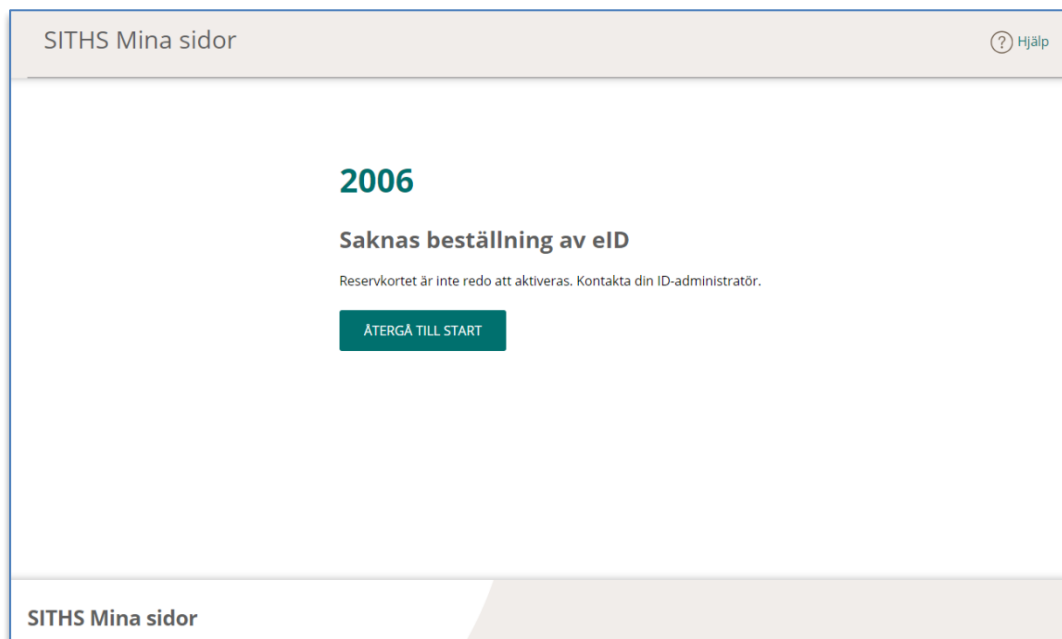 SITHS Mina sidor
? Hjälp
2006
Saknas beställning av eID
Reservkortet är inte redo att aktiveras. Kontakta din ID-administratör.
ÅTERGÅ TILL START
SITHS Mina sidor